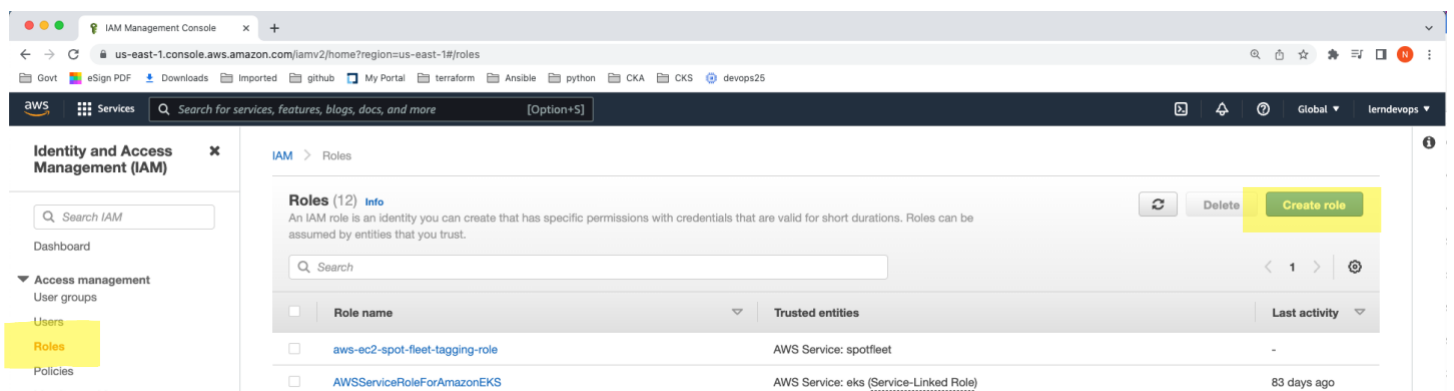 IAM Management Console
us-east-1.console.aws.amazon.com/iamv2/home?region=us-east-1#/roles
N
Govt eSign PDF Downloads Imported github My Portal terraform Ansible python CKA CKS devops25
aws Services Search for services, features, blogs, docs, and more [Option+S] Global lerndevops
Identity and Access
Management (IAM)
Search IAM
Dashboard
Access management
User groups
Users
Roles
Policies
IAM > Roles
Roles (12) Info
An IAM role is an identity you can create that has specific permissions with credentials that are valid for short durations. Roles can be
assumed by entities that you trust.
Delete Create role
Search
< 1 >
Role name Trusted entities Last activity
aws-ec2-spot-fleet-tagging-role AWS Service: spotfleet -
AWSServiceRoleForAmazonEKS AWS Service: eks (Service-Linked Role) 83 days ago